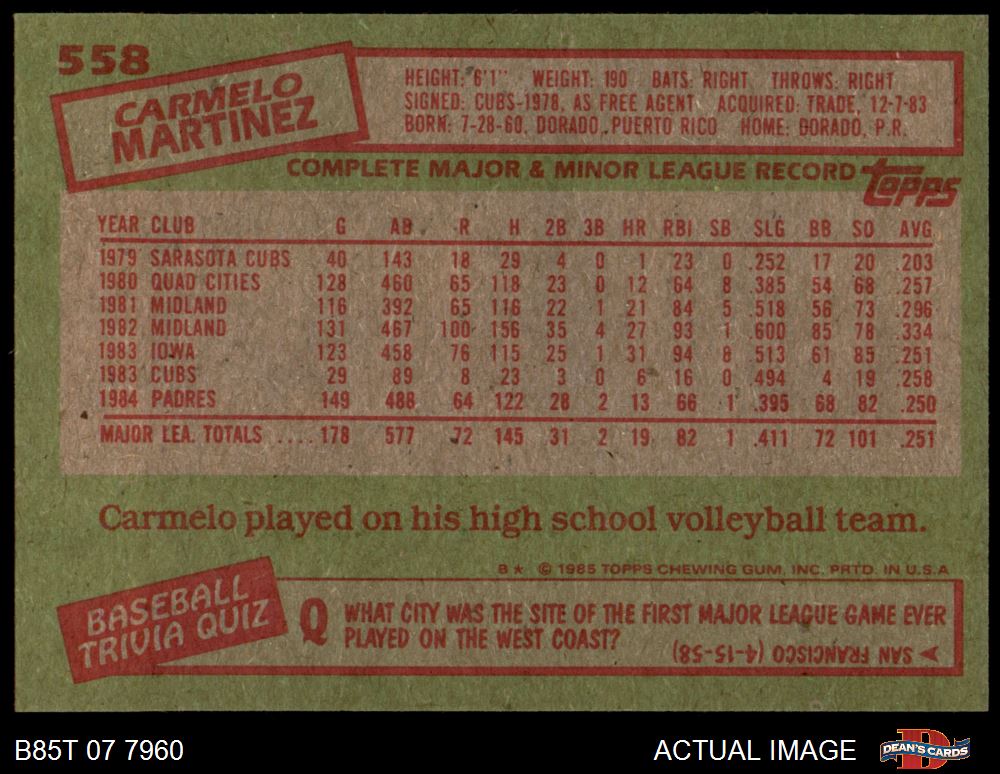 558
CARMELO
MARTINEZ
HEIGHT: 6'1" WEIGHT: 190 BATS: RIGHT THROWS: RIGHT
SIGNED: CUBS-1978, AS FREE AGENT ACQUIRED: TRADE, 12-7-83
BORN: 7-28-60, DORADO, PUERTO RICO HOME: DORADO, P.R.
COMPLETE MAJOR & MINOR LEAGUE RECORD topps
YEAR CLUB G AB R H 2B 3B HR RBI SB SLG BB SO AVG.
1979 SARASOTA CUBS 40 143 18 29 4 0 1 23 0 .252 17 20 .203
1980 QUAD CITIES 128 460 65 118 23 0 12 64 8 .385 54 68 .257
1981 MIDLAND 116 392 65 116 22 1 21 84 5 .518 56 73 .296
1982 MIDLAND 131 467 100 156 35 4 27 93 1 .600 85 78 .334
1983 IOWA 123 458 76 115 25 1 31 94 8 .513 61 85 .251
1983 CUBS 29 89 8 23 3 0 6 16 0 .494 4 19 .258
1984 PADRES 149 488 64 122 28 2 13 66 1 .395 68 82 .250
MAJOR LEA. TOTALS .... 178 577 72 145 31 2 19 82 1 .411 72 101 .251
Carmelo played on his high school volleyball team.
B★ © 1985 TOPPS CHEWING GUM, INC. PRTD. IN U.S.A
BASEBALL
TRIVIA QUIZ
Q WHAT CITY WAS THE SITE OF THE FIRST MAJOR LEAGUE GAME EVER
PLAYED ON THE WEST COAST?
SAN FRANCISCO (4-15-58)
B85T 07 7960 ACTUAL IMAGE DEAN'S CARDS